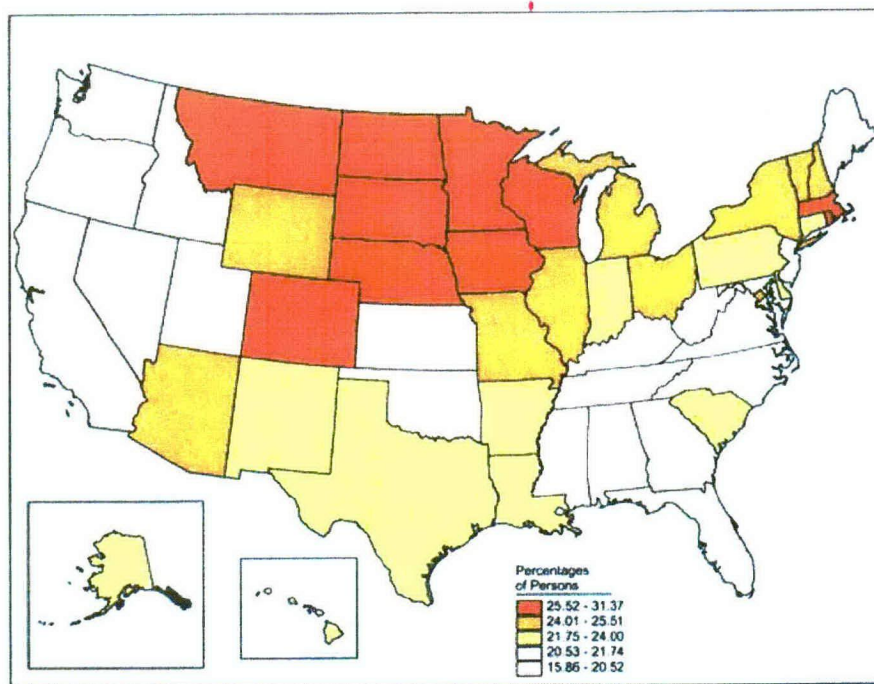 Percentages
of Persons
25.52 - 31.37
24.01 - 25.51
21.75 - 24.00
20.53 - 21.74
15.86 - 20.52